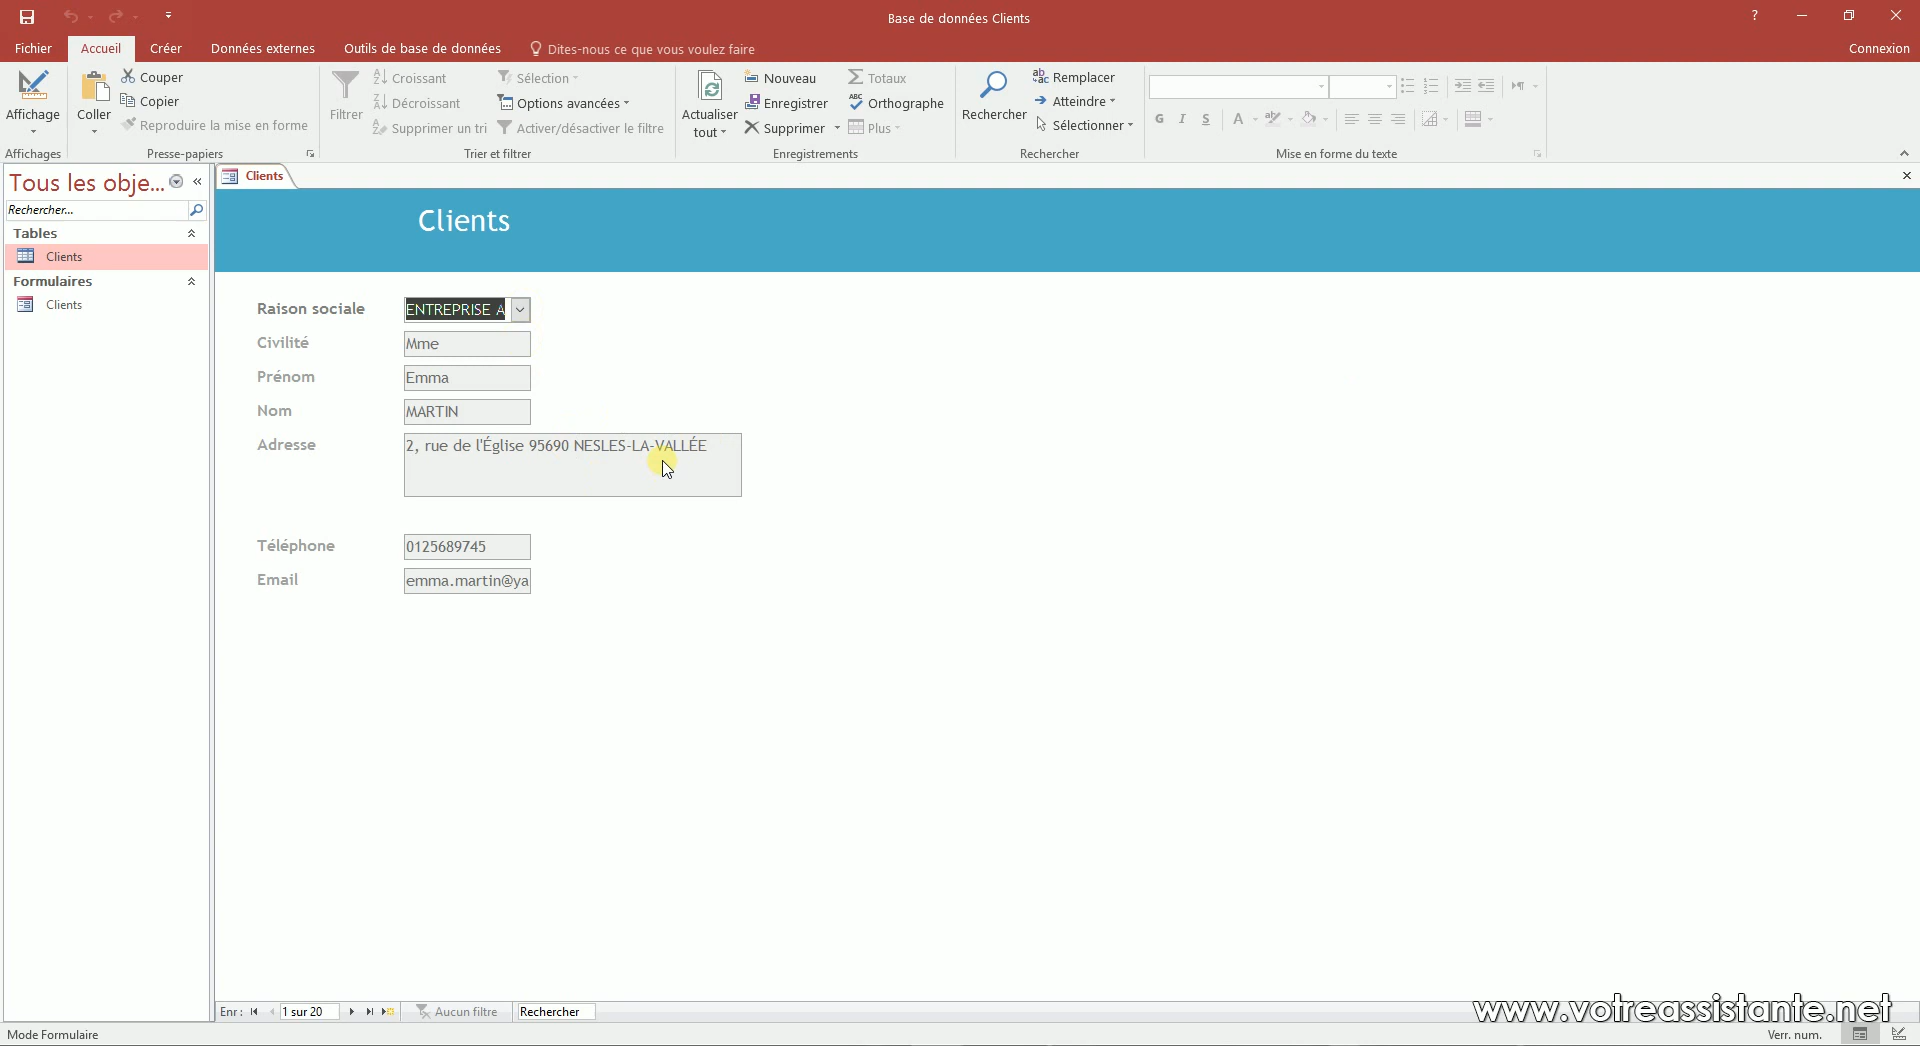 Base de données Clients
?
Fichier Accueil Créer Données externes Outils de base de données Dites-nous ce que vous voulez faire Connexion
Affichage
Affichages
Coller
Couper
Copier
Reproduire la mise en forme
Presse-papiers
Filtrer
Croissant
Décroissant
Supprimer un tri
Sélection
Options avancées
Activer/désactiver le filtre
Trier et filtrer
Actualiser
tout
Nouveau
Enregistrer
Supprimer
Totaux
Orthographe
Plus
Enregistrements
Rechercher
Remplacer
Atteindre
Sélectionner
Rechercher
G I S A
Mise en forme du texte
Tous les obje...
Rechercher...
Tables
Clients
Formulaires
Clients
Clients
Clients
Raison sociale ENTREPRISE A
Civilité Mme
Prénom Emma
Nom MARTIN
Adresse 2, rue de l'Église 95690 NESLES-LA-VALLÉE
Téléphone 0125689745
Email emma.martin@ya
Enr : 1 sur 20 Aucun filtre Rechercher
www.votreassistante.net
Mode Formulaire Verr. num.